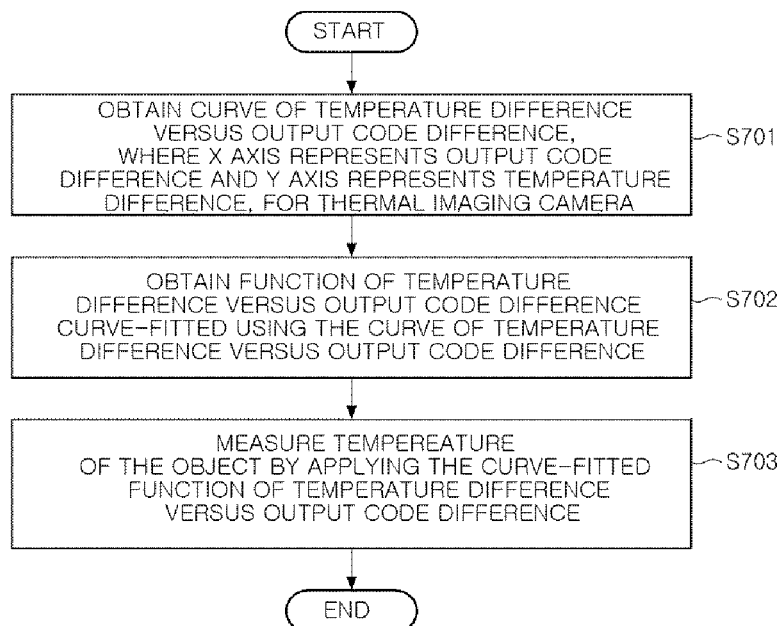 START
OBTAIN CURVE OF TEMPERATURE DIFFERENCE
VERSUS OUTPUT CODE DIFFERENCE,
WHERE X AXIS REPRESENTS OUTPUT CODE
DIFFERENCE AND Y AXIS REPRESENTS TEMPERATURE
DIFFERENCE, FOR THERMAL IMAGING CAMERA
S701
OBTAIN FUNCTION OF TEMPERATURE
DIFFERENCE VERSUS OUTPUT CODE DIFFERENCE
CURVE-FITTED USING THE CURVE OF TEMPERATURE
DIFFERENCE VERSUS OUTPUT CODE DIFFERENCE
S702
MEASURE TEMPEREATURE
OF THE OBJECT BY APPLYING THE CURVE-FITTED
FUNCTION OF TEMPERATURE DIFFERENCE
VERSUS OUTPUT CODE DIFFERENCE
S703
END